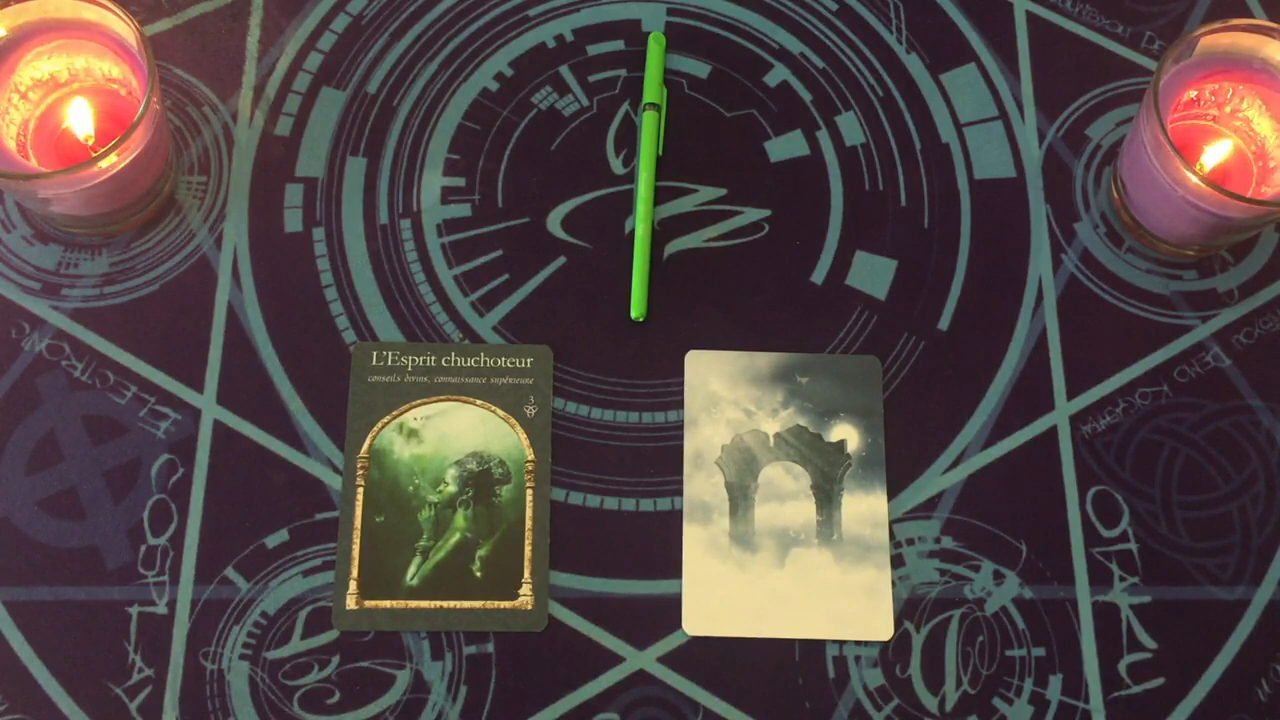 L'Esprit chuchoteur
conseils divins, connaissance supérieure
3
ELECTRONIC
COSPLAY
OTAKU